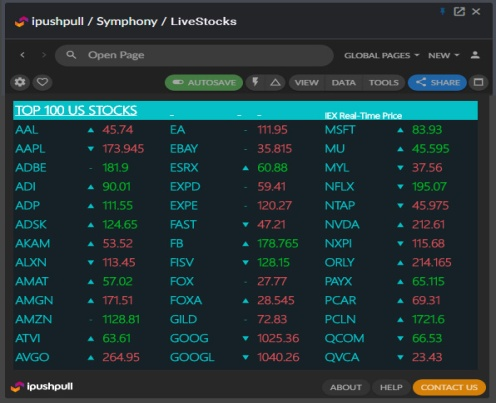 ipushpull / Symphony / LiveStocks
Open Page
GLOBAL PAGES NEW
AUTOSAVE VIEW DATA TOOLS SHARE
TOP 100 US STOCKS - - - IEX Real-Time Price
AAL ▲ 45.74 EA - 111.95 MSFT ▲ 83.93
AAPL ▼ 173.945 EBAY - 35.815 MU ▲ 45.595
ADBE - 181.9 ESRX ▲ 60.88 MYL ▼ 37.56
ADI ▲ 90.01 EXPD - 59.41 NFLX ▼ 195.07
ADP ▲ 111.55 EXPE - 120.27 NTAP ▼ 45.975
ADSK ▲ 124.65 FAST ▼ 47.21 NVDA ▼ 212.61
AKAM ▲ 53.52 FB ▲ 178.765 NXPI ▼ 115.68
ALXN ▼ 113.45 FISV ▼ 128.15 ORLY ▲ 214.165
AMAT ▲ 57.02 FOX - 27.77 PAYX ▲ 65.115
AMGN ▲ 171.51 FOXA ▲ 28.545 PCAR ▲ 69.31
AMZN - 1128.81 GILD - 72.83 PCLN ▲ 1721.6
ATVI ▲ 63.61 GOOG ▼ 1025.36 QCOM ▼ 66.53
AVGO ▲ 264.95 GOOGL ▼ 1040.26 QVCA ▼ 23.43
ipushpull ABOUT HELP CONTACT US